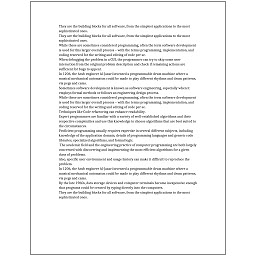 They are the building blocks for all software, from the simplest applications to the most
sophisticated ones.
They are the building blocks for all software, from the simplest applications to the most
sophisticated ones.
While these are sometimes considered programming, often the term software development
is used for this larger overall process – with the terms programming, implementation, and
coding reserved for the writing and editing of code per se.
When debugging the problem in a GUI, the programmer can try to skip some user
interaction from the original problem description and check if remaining actions are
sufficient for bugs to appear.
In 1206, the Arab engineer Al-Jazari invented a programmable drum machine where a
musical mechanical automaton could be made to play different rhythms and drum patterns,
via pegs and cams.
Sometimes software development is known as software engineering, especially when it
employs formal methods or follows an engineering design process.
While these are sometimes considered programming, often the term software development
is used for this larger overall process – with the terms programming, implementation, and
coding reserved for the writing and editing of code per se.
Techniques like Code refactoring can enhance readability.
Expert programmers are familiar with a variety of well-established algorithms and their
respective complexities and use this knowledge to choose algorithms that are best suited to
the circumstances.
Proficient programming usually requires expertise in several different subjects, including
knowledge of the application domain, details of programming languages and generic code
libraries, specialized algorithms, and formal logic.
The academic field and the engineering practice of computer programming are both largely
concerned with discovering and implementing the most efficient algorithms for a given
class of problems.
Also, specific user environment and usage history can make it difficult to reproduce the
problem.
In 1206, the Arab engineer Al-Jazari invented a programmable drum machine where a
musical mechanical automaton could be made to play different rhythms and drum patterns,
via pegs and cams.
By the late 1960s, data storage devices and computer terminals became inexpensive enough
that programs could be created by typing directly into the computers.
They are the building blocks for all software, from the simplest applications to the most
sophisticated ones.